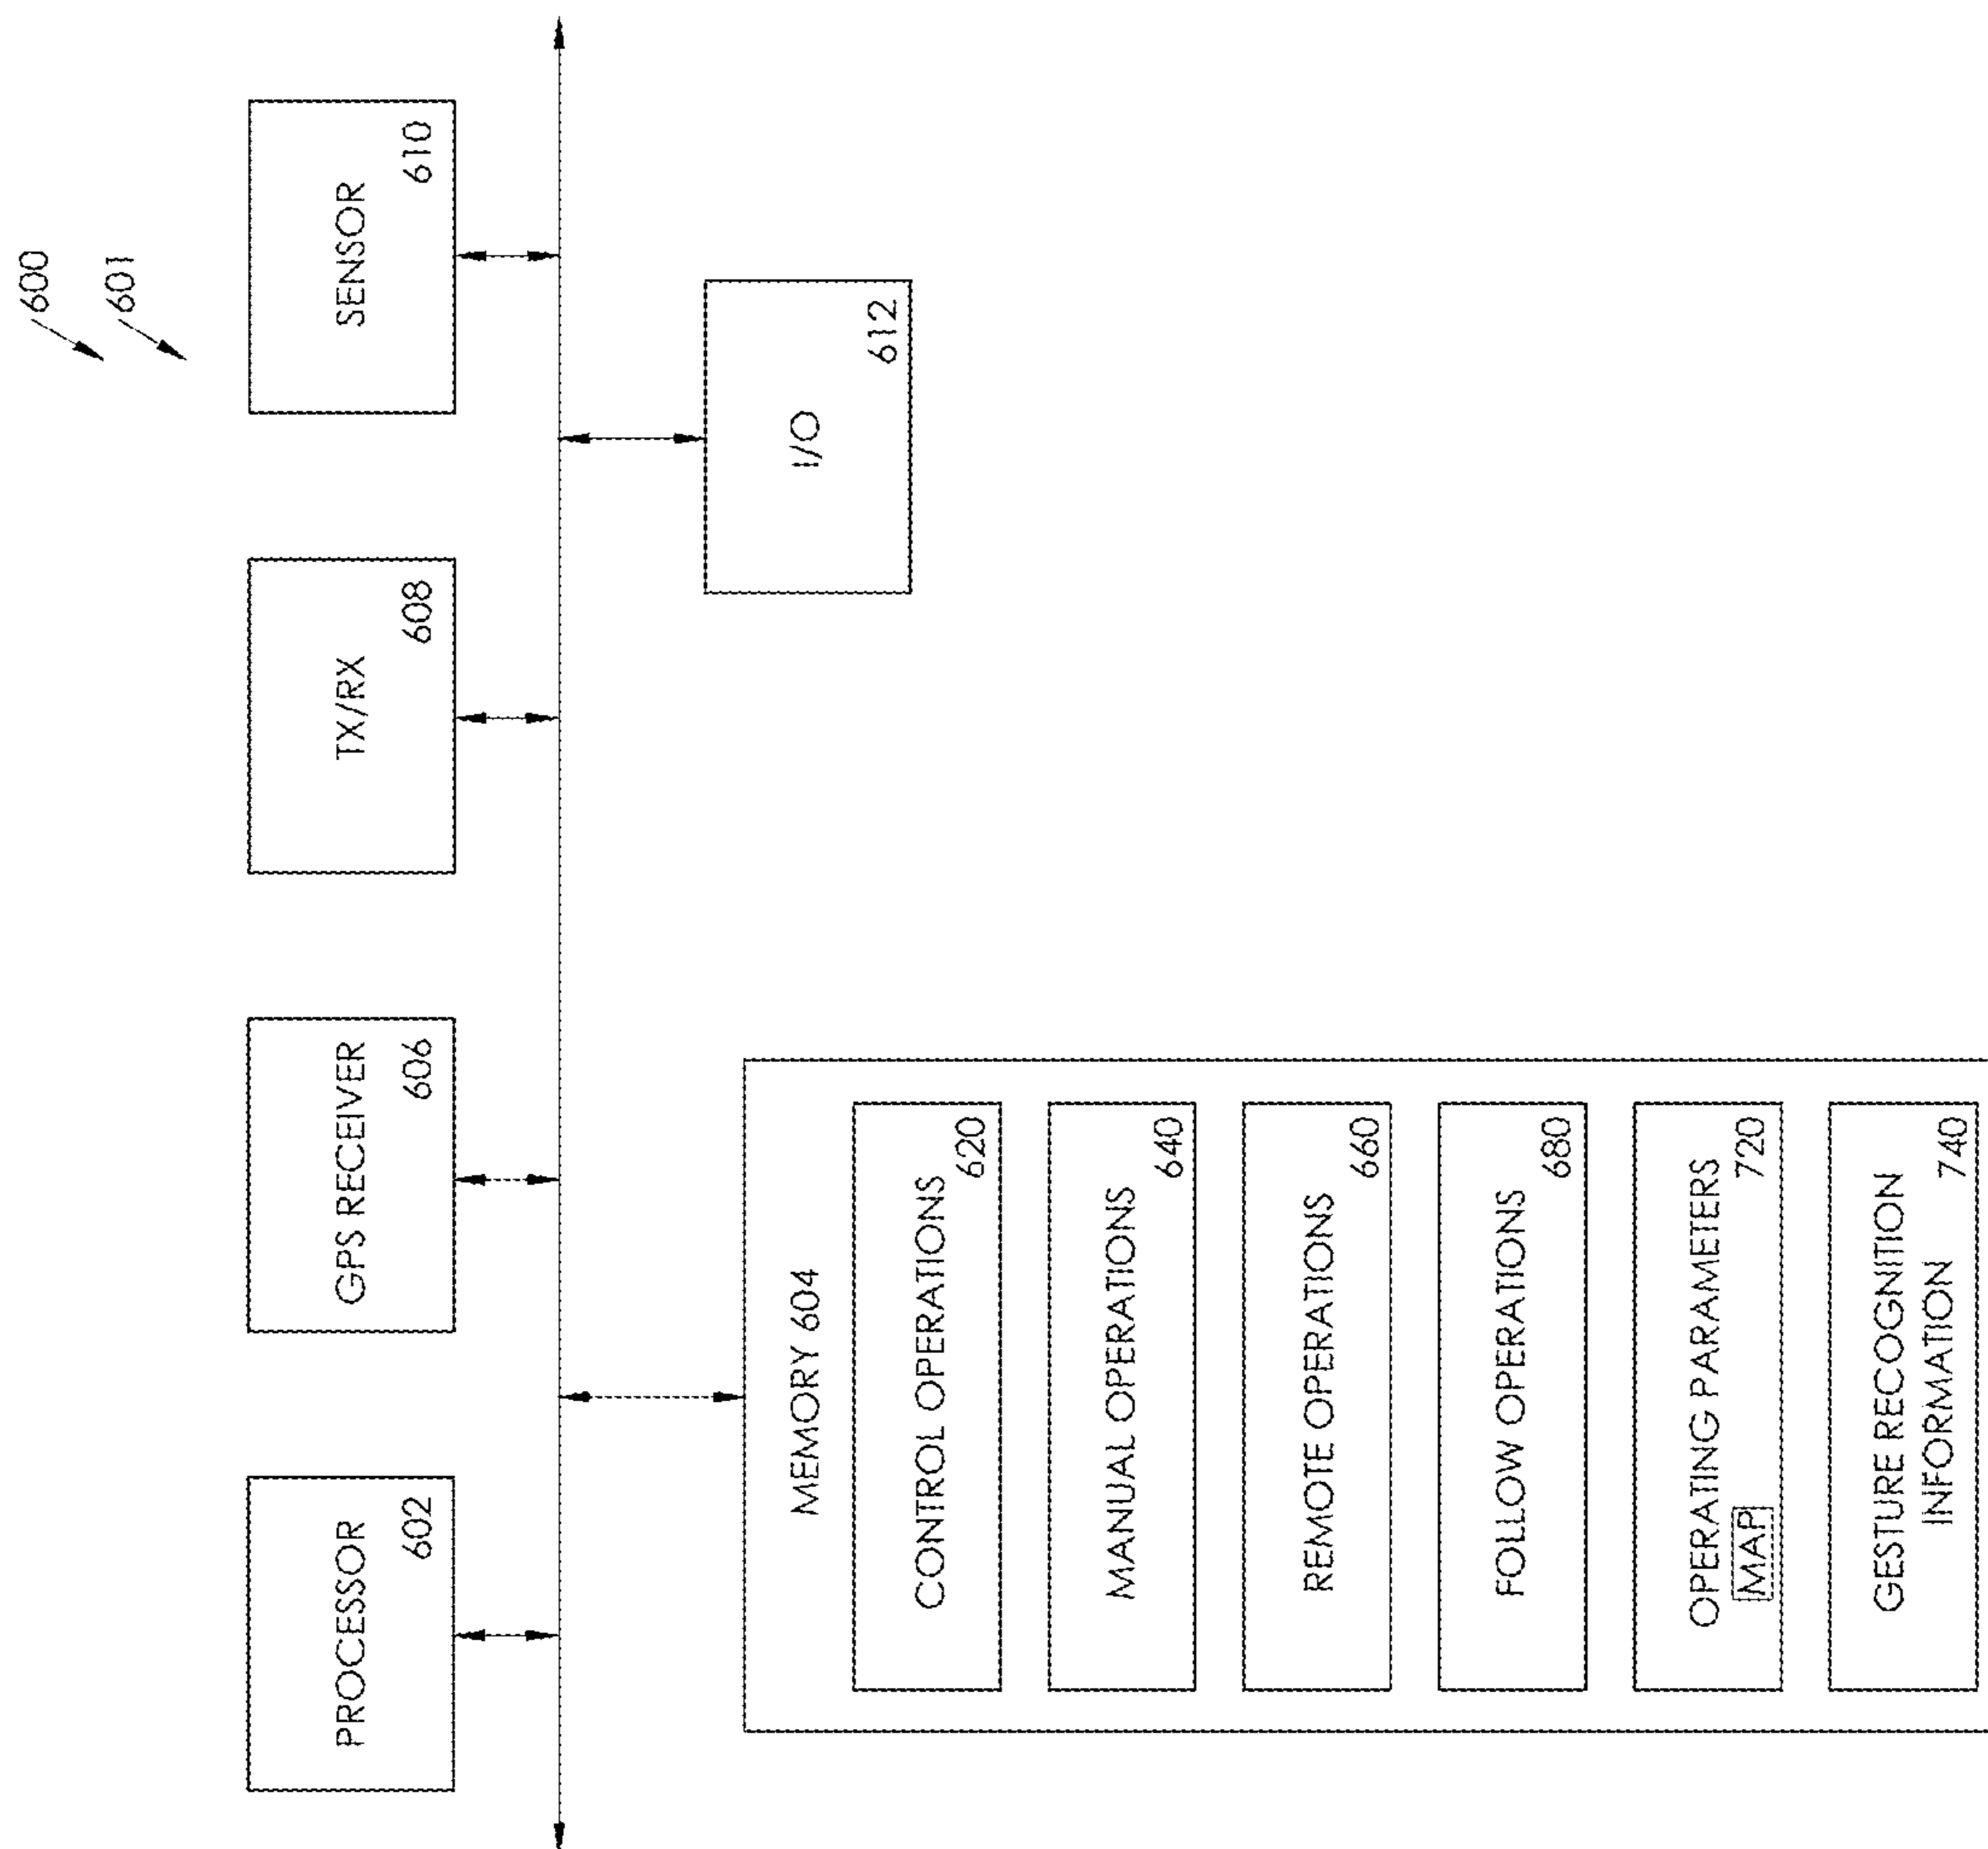 600
601
PROCESSOR
602
GPS RECEIVER
606
TX/RX
608
SENSOR
610
I/O
612
MEMORY 604
CONTROL OPERATIONS
620
MANUAL OPERATIONS
640
REMOTE OPERATIONS
660
FOLLOW OPERATIONS
680
OPERATING PARAMETERS
MAP
720
GESTURE RECOGNITION
INFORMATION
740